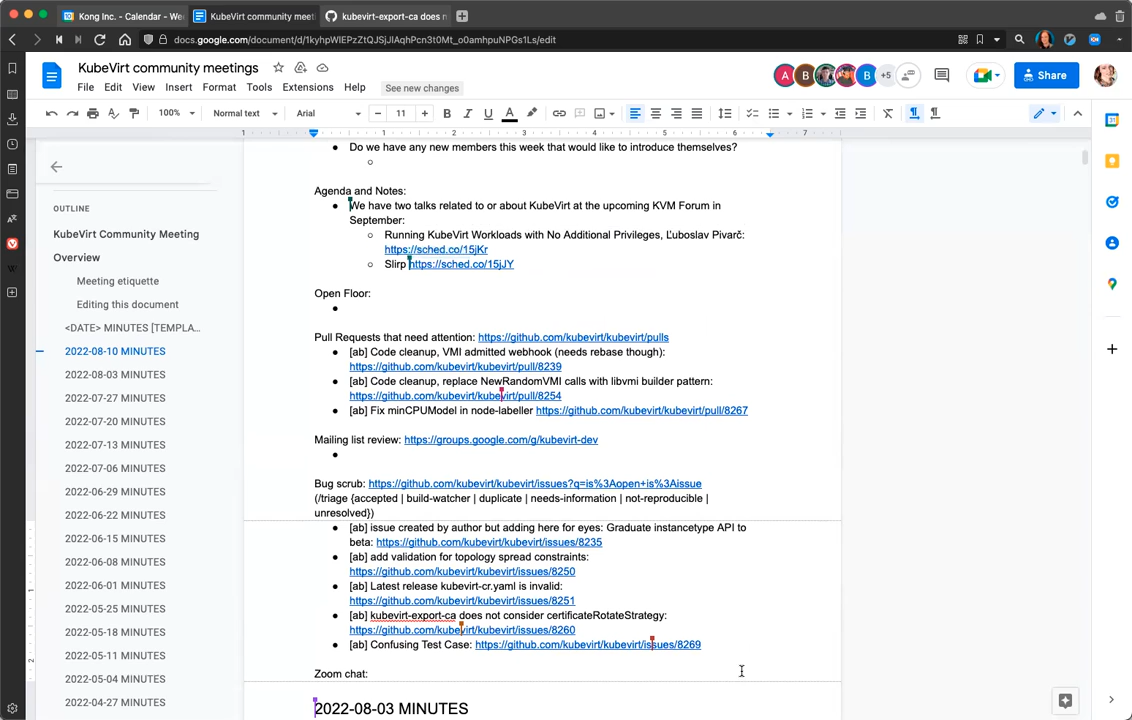 Kong Inc. - Calendar - We
KubeVirt community meet
kubevirt-export-ca does n
docs.google.com/document/d/1kyhpWIEPzZtQJSjJlAqhPcn3t0Mt_o0amhpuNPGs1Ls/edit
KubeVirt community meetings
File Edit View Insert Format Tools Extensions Help
See new changes
A B B +5 Share
100% Normal text Arial 11 B I U A
1 1 2 3 4 5 6 7
OUTLINE
KubeVirt Community Meeting
Overview
Meeting etiquette
Editing this document
<DATE> MINUTES [TEMPLA...
2022-08-10 MINUTES
2022-08-03 MINUTES
2022-07-27 MINUTES
2022-07-20 MINUTES
2022-07-13 MINUTES
2022-07-06 MINUTES
2022-06-29 MINUTES
2022-06-22 MINUTES
2022-06-15 MINUTES
2022-06-08 MINUTES
2022-06-01 MINUTES
2022-05-25 MINUTES
2022-05-18 MINUTES
2022-05-11 MINUTES
2022-05-04 MINUTES
2022-04-27 MINUTES
● Do we have any new members this week that would like to introduce themselves?
○
Agenda and Notes:
● We have two talks related to or about KubeVirt at the upcoming KVM Forum in
September:
○ Running KubeVirt Workloads with No Additional Privileges, Ľuboslav Pivarč:
https://sched.co/15jKr
○ Slirp https://sched.co/15jJY
Open Floor:
●
Pull Requests that need attention: https://github.com/kubevirt/kubevirt/pulls
● [ab] Code cleanup, VMI admitted webhook (needs rebase though):
https://github.com/kubevirt/kubevirt/pull/8239
● [ab] Code cleanup, replace NewRandomVMI calls with libvmi builder pattern:
https://github.com/kubevirt/kubevirt/pull/8254
● [ab] Fix minCPUModel in node-labeller https://github.com/kubevirt/kubevirt/pull/8267
Mailing list review: https://groups.google.com/g/kubevirt-dev
●
Bug scrub: https://github.com/kubevirt/kubevirt/issues?q=is%3Aopen+is%3Aissue
(/triage {accepted | build-watcher | duplicate | needs-information | not-reproducible |
unresolved})
● [ab] issue created by author but adding here for eyes: Graduate instancetype API to
beta: https://github.com/kubevirt/kubevirt/issues/8235
● [ab] add validation for topology spread constraints:
https://github.com/kubevirt/kubevirt/issues/8250
● [ab] Latest release kubevirt-cr.yaml is invalid:
https://github.com/kubevirt/kubevirt/issues/8251
● [ab] kubevirt-export-ca does not consider certificateRotateStrategy:
https://github.com/kubevirt/kubevirt/issues/8260
● [ab] Confusing Test Case: https://github.com/kubevirt/kubevirt/issues/8269
Zoom chat:
2022-08-03 MINUTES